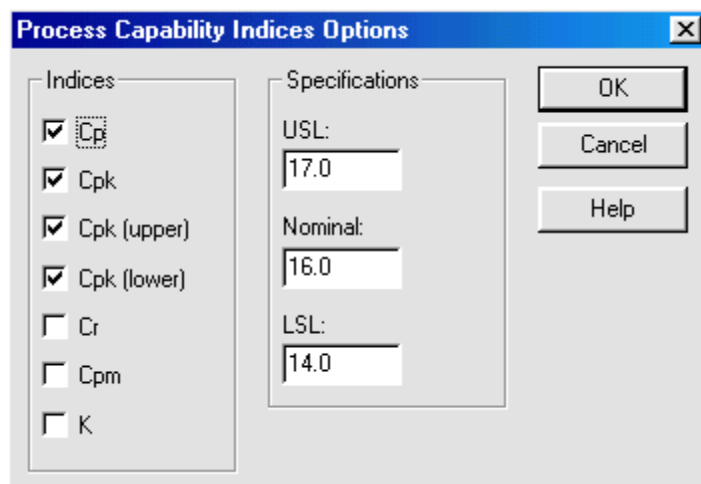 Process Capability Indices Options
Indices
Cp
Cpk
Cpk (upper)
Cpk (lower)
Cr
Cpm
K
Specifications
USL:
17.0
Nominal:
16.0
LSL:
14.0
OK
Cancel
Help